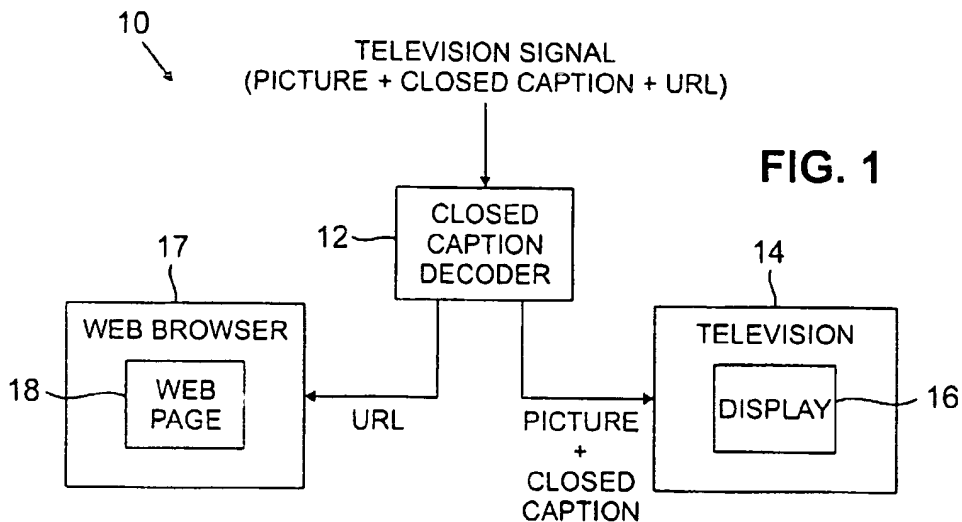 10
TELEVISION SIGNAL
(PICTURE + CLOSED CAPTION + URL)
FIG. 1
12
CLOSED
CAPTION
DECODER
17
WEB BROWSER
18
WEB
PAGE
URL
PICTURE
+
CLOSED
CAPTION
14
TELEVISION
DISPLAY
16